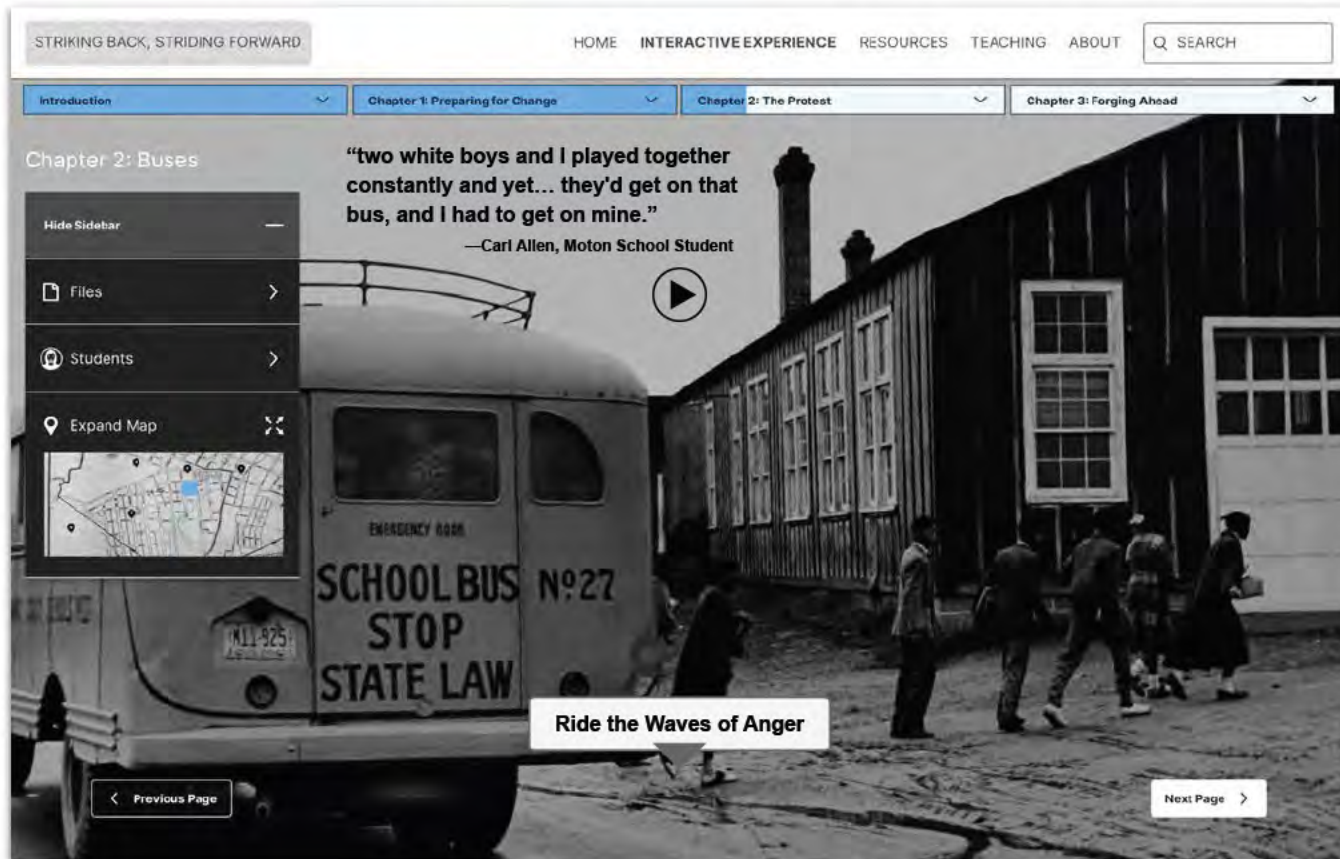 STRIKING BACK, STRIDING FORWARD
HOME INTERACTIVE EXPERIENCE RESOURCES TEACHING ABOUT SEARCH
Introduction
Chapter 1: Preparing for Change
Chapter 2: The Protest
Chapter 3: Forging Ahead
Chapter 2: Buses
“two white boys and I played together
constantly and yet... they'd get on that
bus, and I had to get on mine.”
—Carl Allen, Moton School Student
Hide Sidebar
Files
Students
Expand Map
EMERGENCY DOOR
SCHOOL BUS
STOP
STATE LAW
Nº27
M11-925
Ride the Waves of Anger
Previous Page
Next Page